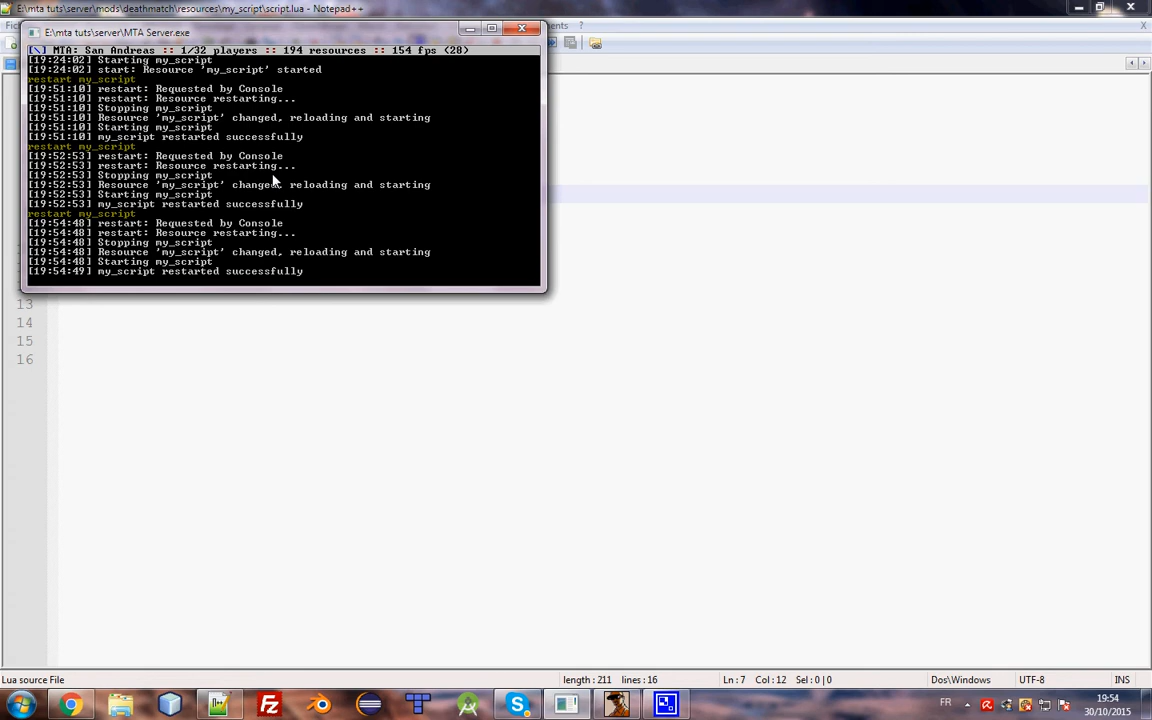 E:\mta tuts\server\mods\deathmatch\resources\my_script\script.lua - Notepad++
Fic
ents ?
X
E:\mta tuts\server\MTA Server.exe
[\] MTA: San Andreas :: 1/32 players :: 194 resources :: 154 fps (28)
[19:24:02] Starting my_script
[19:24:02] start: Resource 'my_script' started
restart my_script
[19:51:10] restart: Requested by Console
[19:51:10] restart: Resource restarting...
[19:51:10] Stopping my_script
[19:51:10] Resource 'my_script' changed, reloading and starting
[19:51:10] Starting my_script
[19:51:10] my_script restarted successfully
restart my_script
[19:52:53] restart: Requested by Console
[19:52:53] restart: Resource restarting...
[19:52:53] Stopping my_script
[19:52:53] Resource 'my_script' changed, reloading and starting
[19:52:53] Starting my_script
[19:52:53] my_script restarted successfully
restart my_script
[19:54:48] restart: Requested by Console
[19:54:48] restart: Resource restarting...
[19:54:48] Stopping my_script
[19:54:48] Resource 'my_script' changed, reloading and starting
[19:54:48] Starting my_script
[19:54:49] my_script restarted successfully
13
14
15
16
Lua source File
length : 211 lines : 16
Ln : 7 Col : 12 Sel : 0 | 0
Dos\Windows
UTF-8
INS
FR
19:54
30/10/2015